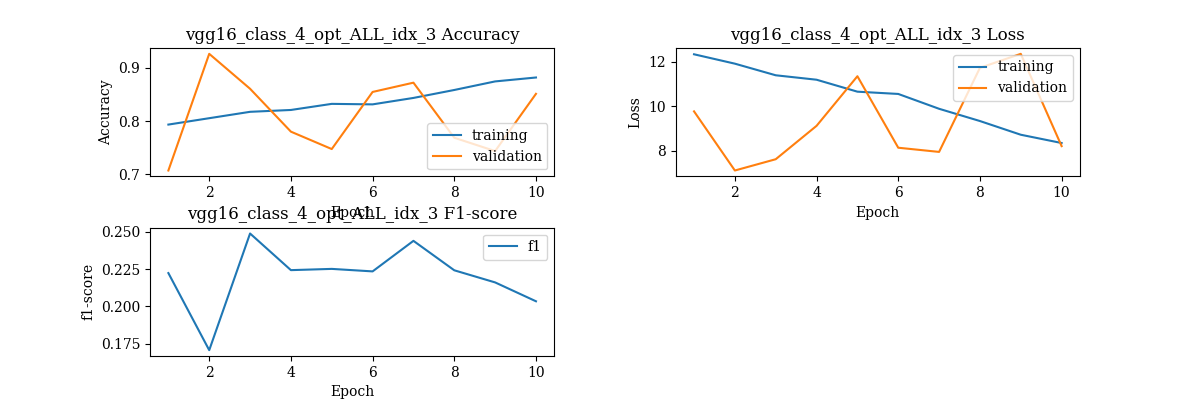 vgg16_class_4_opt_ALL_idx_3 Accuracy
Accuracy
0.9
0.8
0.7
training
validation
2 4 6 8 10
Epoch
vgg16_class_4_opt_ALL_idx_3 Loss
Loss
12
10
8
training
validation
2 4 6 8 10
Epoch
vgg16_class_4_opt_ALL_idx_3 F1-score
f1-score
0.250
0.225
0.200
0.175
f1
2 4 6 8 10
Epoch